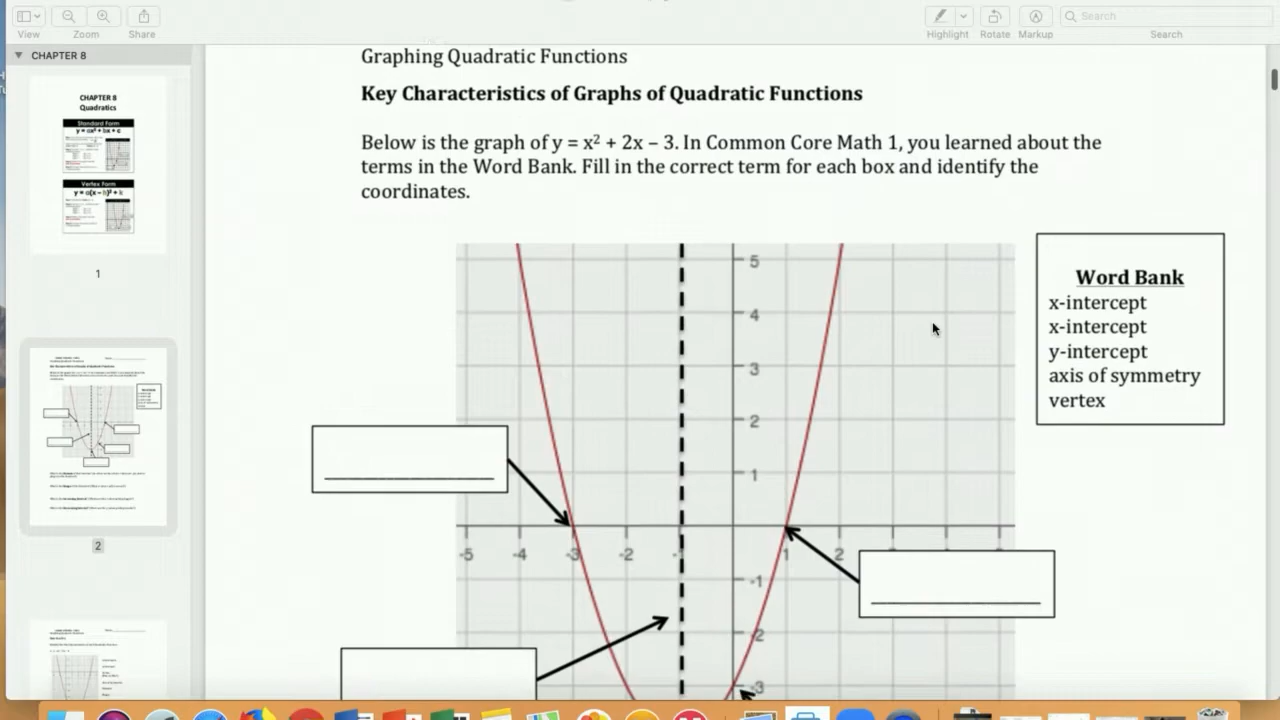 View
Zoom
Share
Highlight
Rotate
Markup
Search
Search
CHAPTER 8
CHAPTER 8
Quadratics
Standard Form
y = ax² + bx + c
Vertex Form
y = a(x – h)² + k
1
2
Graphing Quadratic Functions
Key Characteristics of Graphs of Quadratic Functions
Below is the graph of y = x² + 2x – 3. In Common Core Math 1, you learned about the
terms in the Word Bank. Fill in the correct term for each box and identify the
coordinates.
Word Bank
x-intercept
x-intercept
y-intercept
axis of symmetry
vertex
5
4
3
2
1
-5 -4 -3 -2 - 1 2
-1
-2
-3